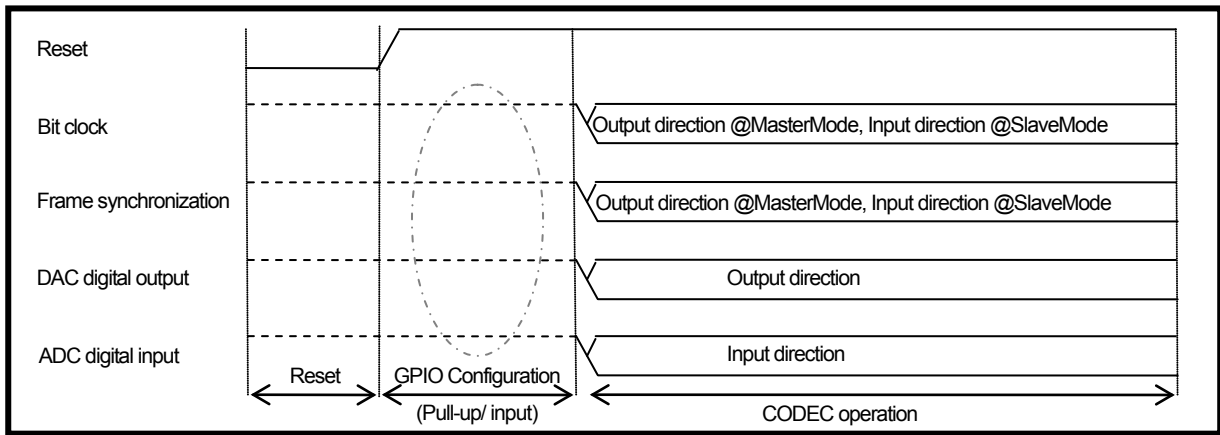 Reset
Bit clock
Output direction @MasterMode, Input direction @SlaveMode
Frame synchronization
Output direction @MasterMode, Input direction @SlaveMode
DAC digital output
Output direction
ADC digital input
Input direction
Reset
GPIO Configuration
(Pull-up/ input)
CODEC operation